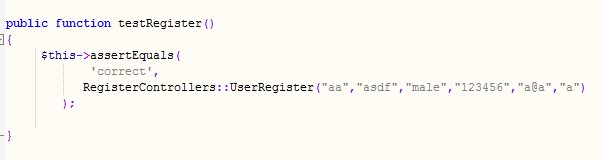 public function testRegister()
{
$this->assertEquals(
'correct',
RegisterControllers::UserRegister("aa","asdf","male","123456","a@a","a")
);
}